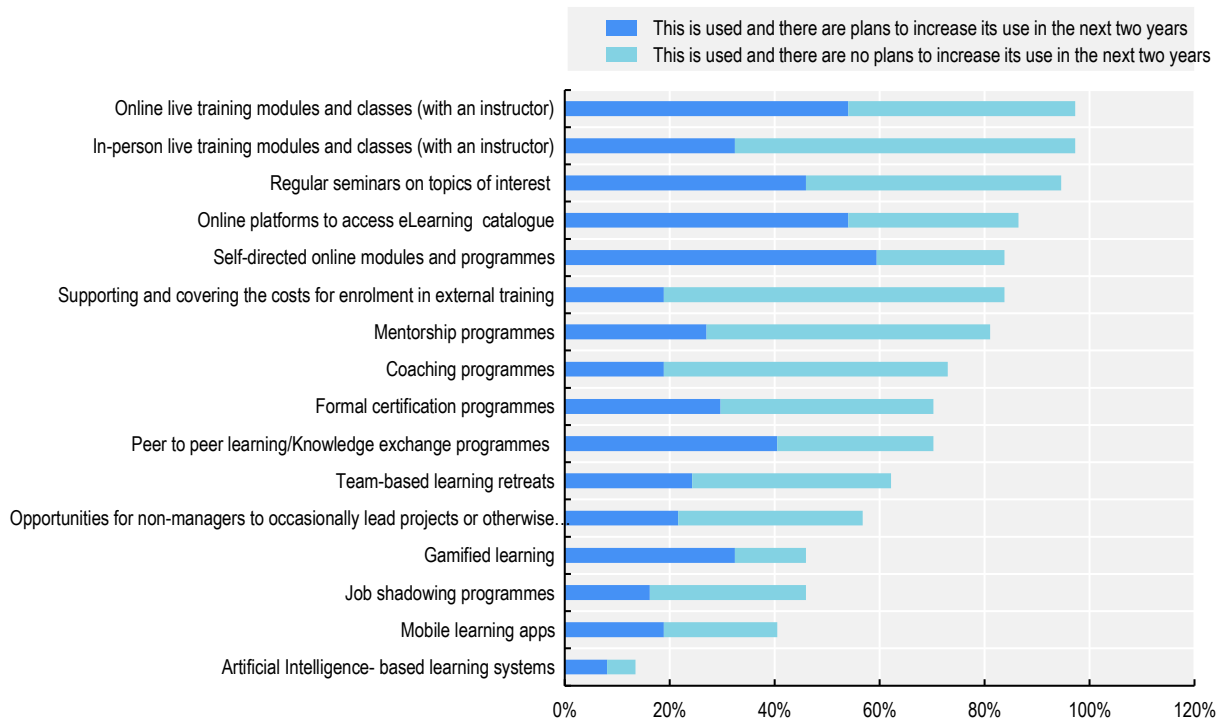 This is used and there are plans to increase its use in the next two years
This is used and there are no plans to increase its use in the next two years
Online live training modules and classes (with an instructor)
In-person live training modules and classes (with an instructor)
Regular seminars on topics of interest
Online platforms to access eLearning catalogue
Self-directed online modules and programmes
Supporting and covering the costs for enrolment in external training
Mentorship programmes
Coaching programmes
Formal certification programmes
Peer to peer learning/Knowledge exchange programmes
Team-based learning retreats
Opportunities for non-managers to occasionally lead projects or otherwise…
Gamified learning
Job shadowing programmes
Mobile learning apps
Artificial Intelligence- based learning systems
0% 20% 40% 60% 80% 100% 120%